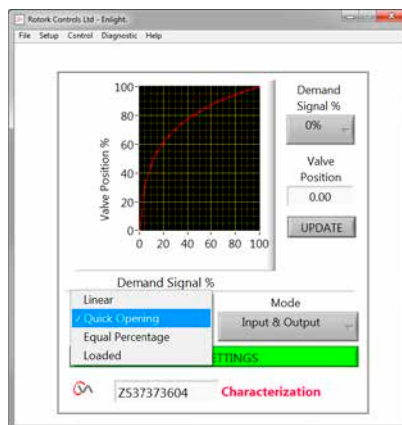 Rotork Controls Ltd - Enlight.
File Setup Control Diagnostic Help
100
80
60
40
20
0
0 20 40 60 80 100
Valve Position %
Demand Signal %
Demand
Signal %
0%
Valve
Position
0.00
UPDATE
Linear
✓ Quick Opening
Equal Percentage
Loaded
Mode
Input & Output
TTINGS
Z537373604
Characterization